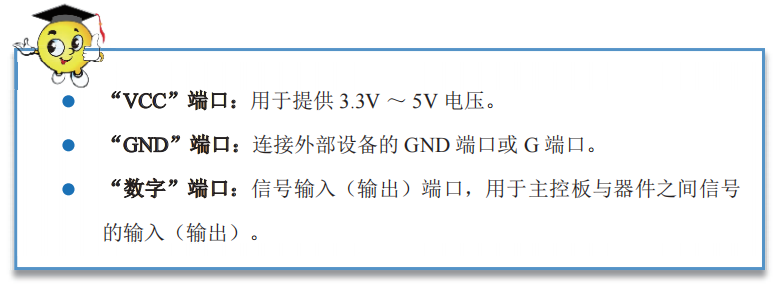 “VCC”端口：用于提供 3.3V ～ 5V 电压。
“GND”端口：连接外部设备的 GND 端口或 G 端口。
“数字”端口：信号输入（输出）端口，用于主控板与器件之间信号
的输入（输出）。